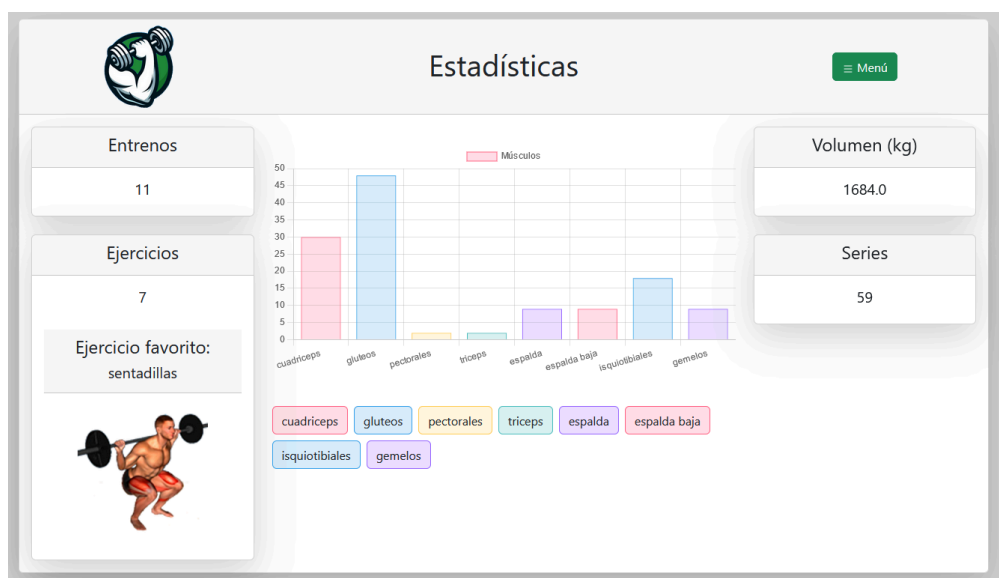 Estadísticas
☰ Menú
Entrenos
11
Ejercicios
7
Ejercicio favorito:
sentadillas
Músculos
50
45
40
35
30
25
20
15
10
5
0
cuadriceps
gluteos
pectorales
triceps
espalda
espalda baja
isquiotibiales
gemelos
cuadriceps gluteos pectorales triceps espalda espalda baja
isquiotibiales gemelos
Volumen (kg)
1684.0
Series
59